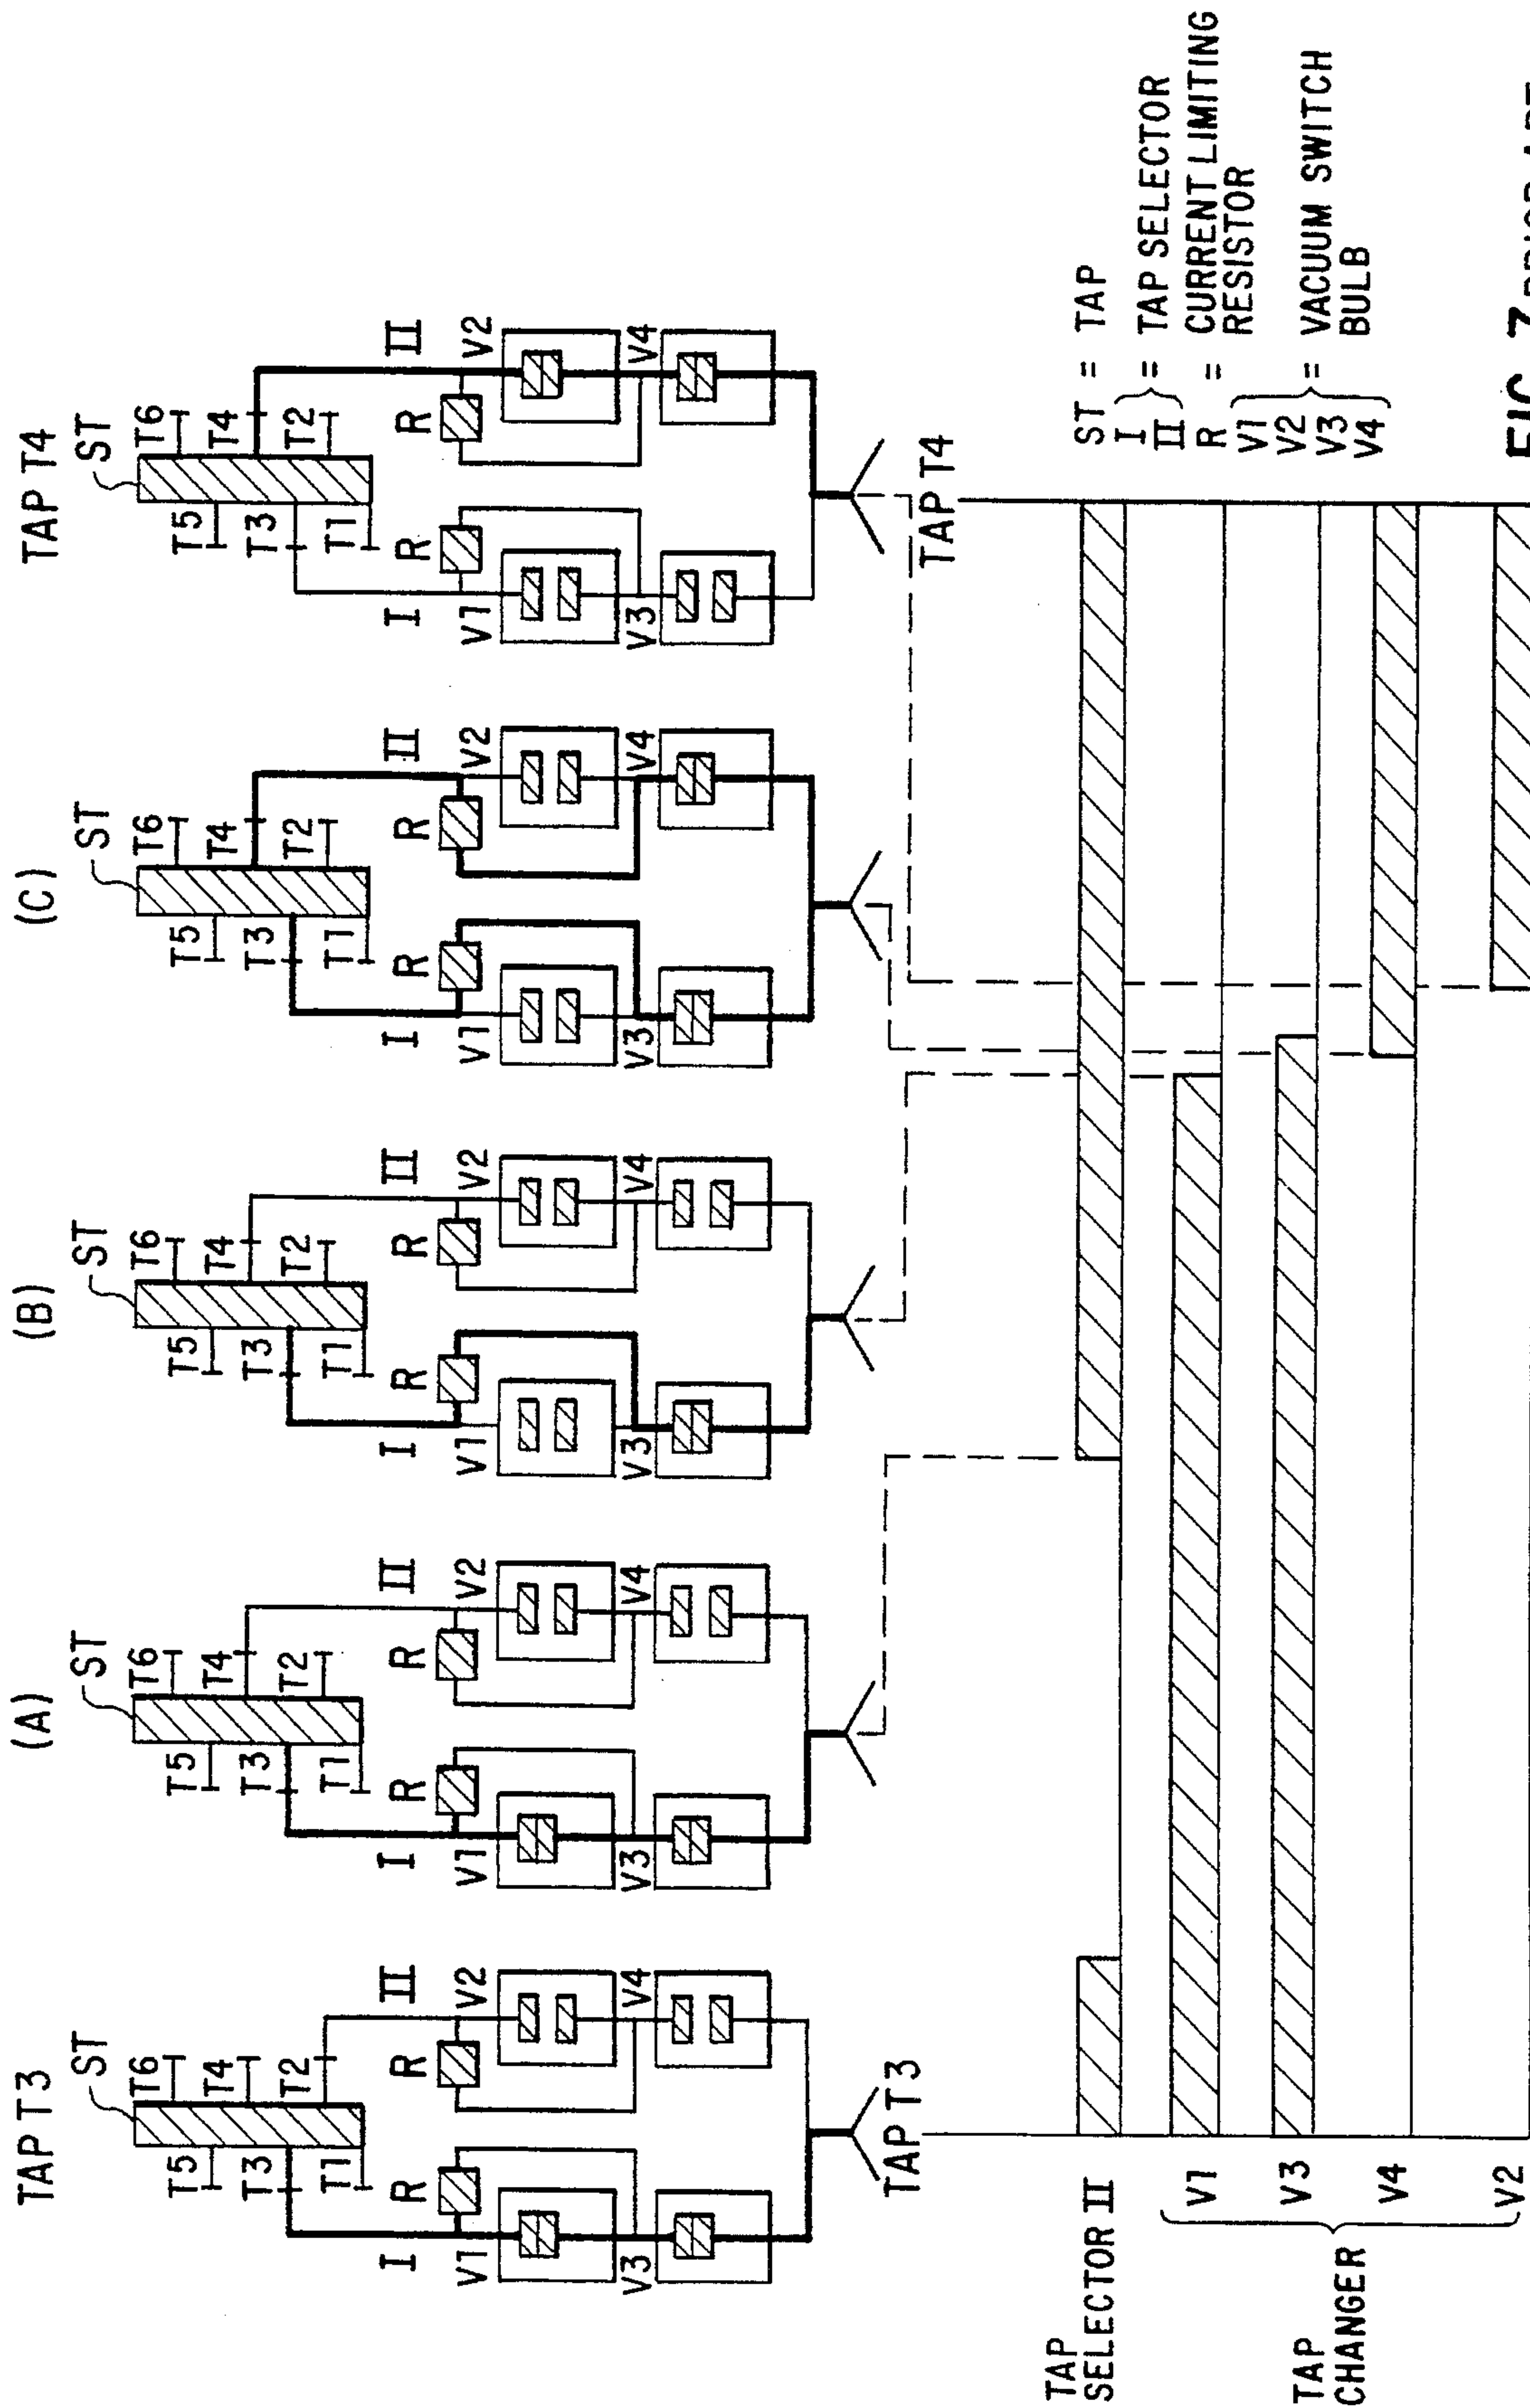 TAP T3
(A)
(B)
(C)
TAP T4
ST
T5
T6
T3
T4
T1
T2
I
R
R
II
V1
V2
V3
V4
ST
T5
T6
T3
T4
T1
T2
I
R
R
II
V1
V2
V3
V4
ST
T5
T6
T3
T4
T1
T2
I
R
R
II
V1
V2
V3
V4
ST
T5
T6
T3
T4
T1
T2
I
R
R
II
V1
V2
V3
V4
ST
T5
T6
T3
T4
T1
T2
I
R
R
II
V1
V2
V3
V4
TAP T3
TAP T4
TAP
SELECTOR II
TAP
CHANGER
V1
V3
V4
V2
ST = TAP
I
II
= TAP SELECTOR
R = CURRENT LIMITING
RESISTOR
V1
V2
V3
V4
= VACUUM SWITCH
BULB
FIG. 7 PRIOR ART